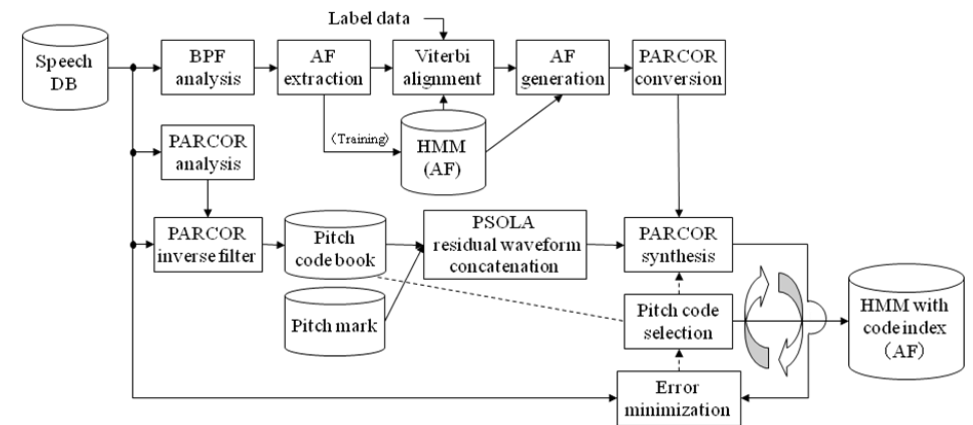 Label data
Speech
DB
BPF
analysis
AF
extraction
Viterbi
alignment
AF
generation
PARCOR
conversion
(Training)
HMM
(AF)
PARCOR
analysis
PARCOR
inverse filter
Pitch
code book
PSOLA
residual waveform
concatenation
PARCOR
synthesis
Pitch mark
Pitch code
selection
HMM with
code index
(AF)
Error
minimization